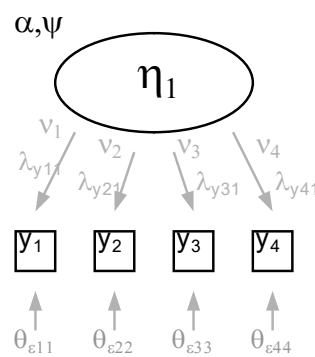 α,ψ
η₁
ν₁ ν₂ ν₃ ν₄
λy11 λy21 λy31 λy41
y₁ y₂ y₃ y₄
θε11 θε22 θε33 θε44